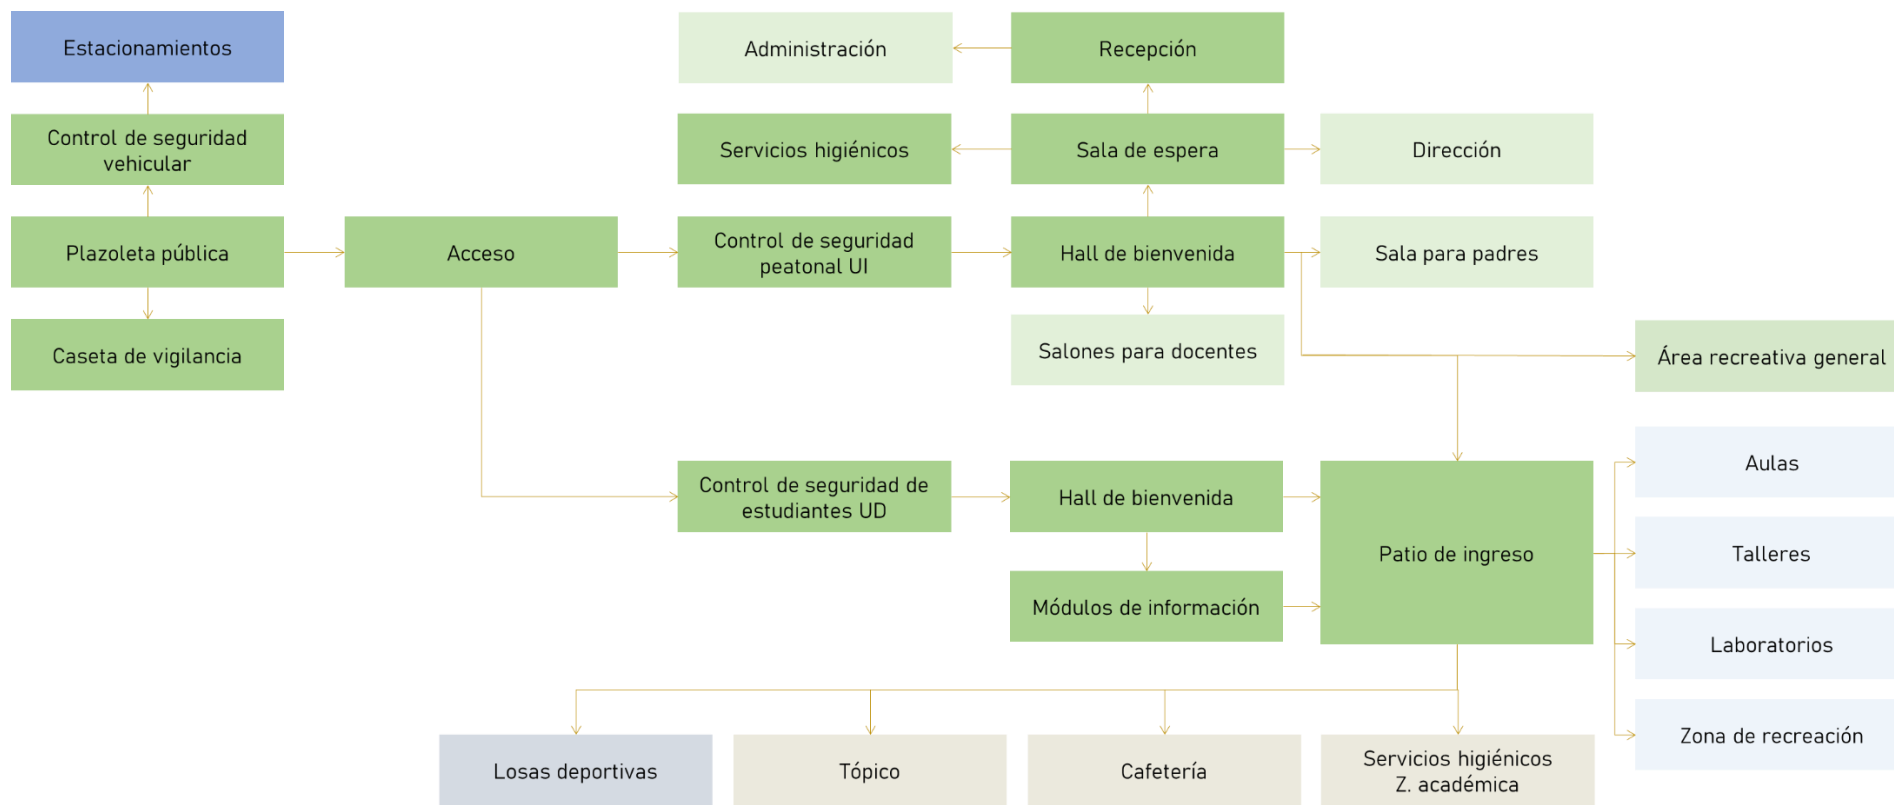 Estacionamientos
Administración
Recepción
Control de seguridad
vehicular
Servicios higiénicos
Sala de espera
Dirección
Plazoleta pública
Acceso
Control de seguridad
peatonal UI
Hall de bienvenida
Sala para padres
Caseta de vigilancia
Salones para docentes
Área recreativa general
Aulas
Control de seguridad de
estudiantes UD
Hall de bienvenida
Patio de ingreso
Talleres
Módulos de información
Laboratorios
Zona de recreación
Losas deportivas
Tópico
Cafetería
Servicios higiénicos
Z. académica